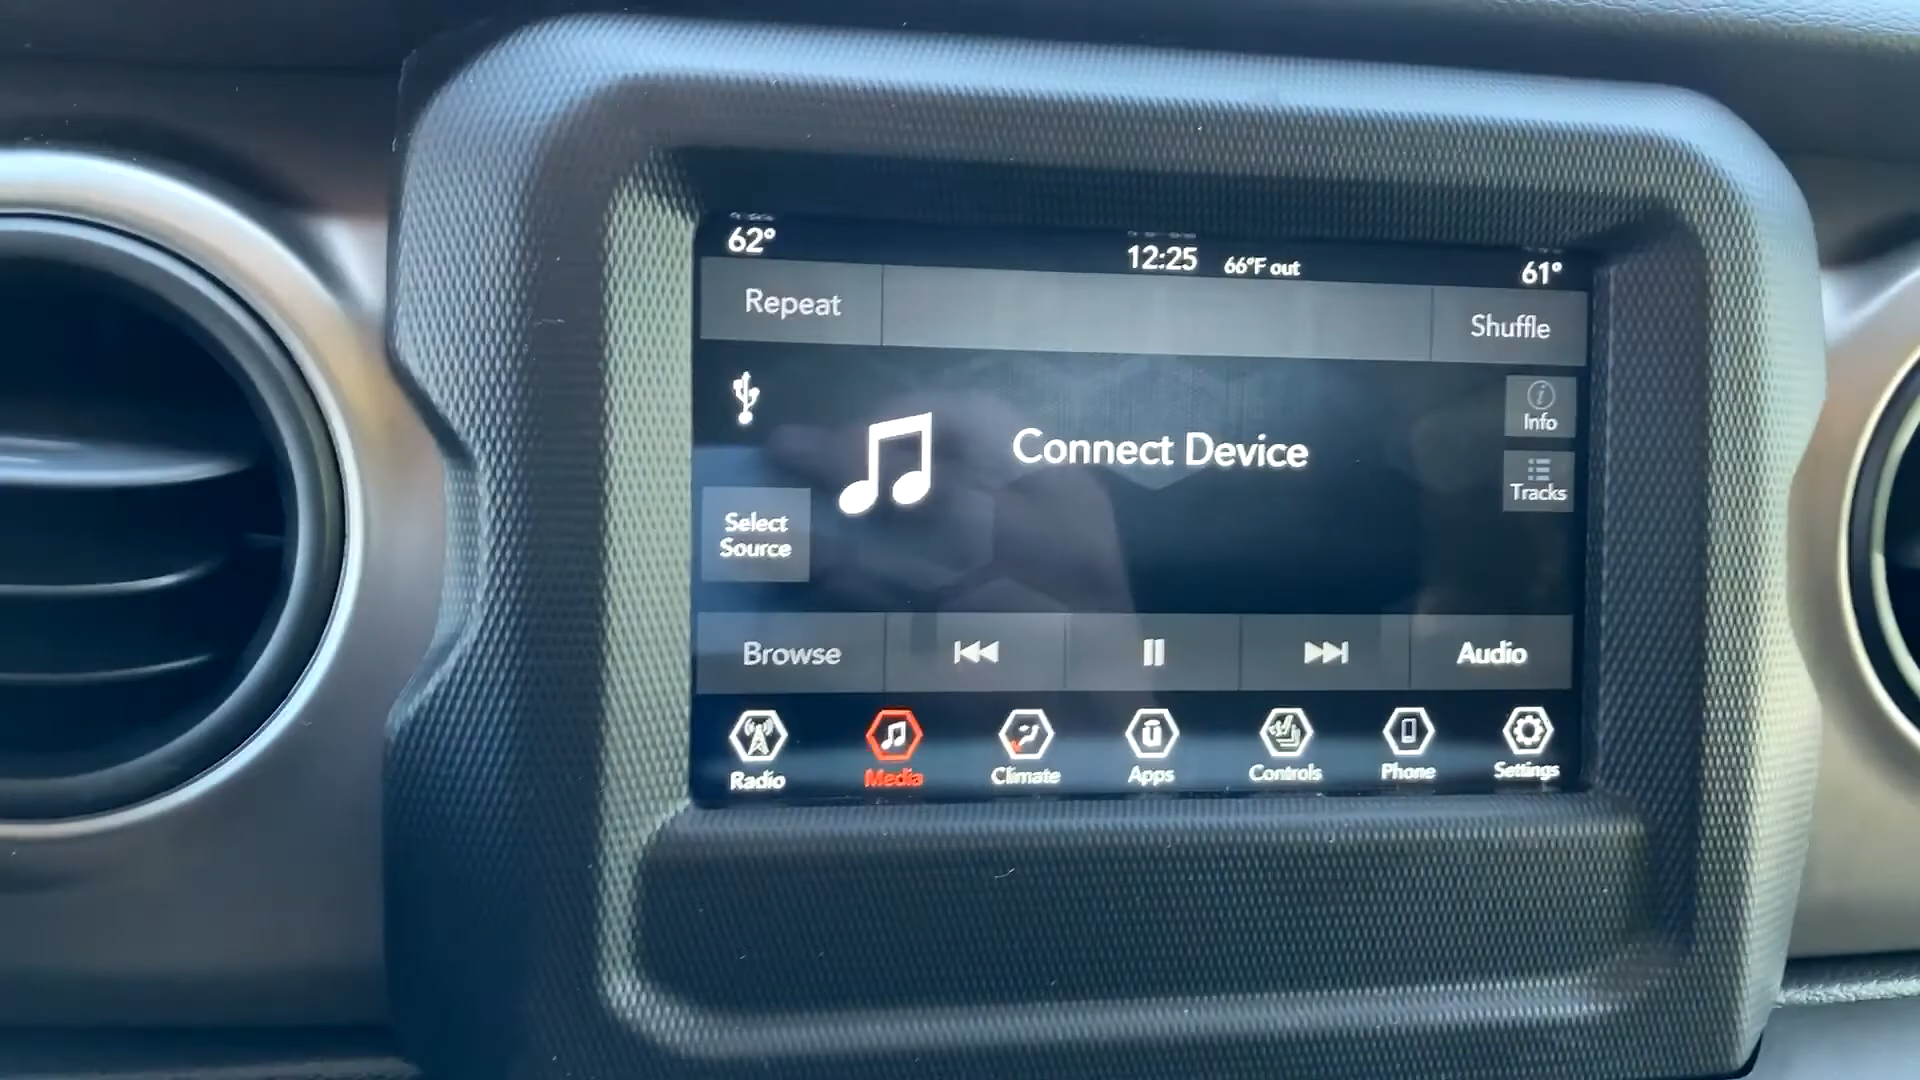 62° 12:25 66°F out 61°
Repeat Shuffle
Info
Connect Device
Tracks
Select
Source
Browse Audio
Radio Media Climate Apps Controls Phone Settings